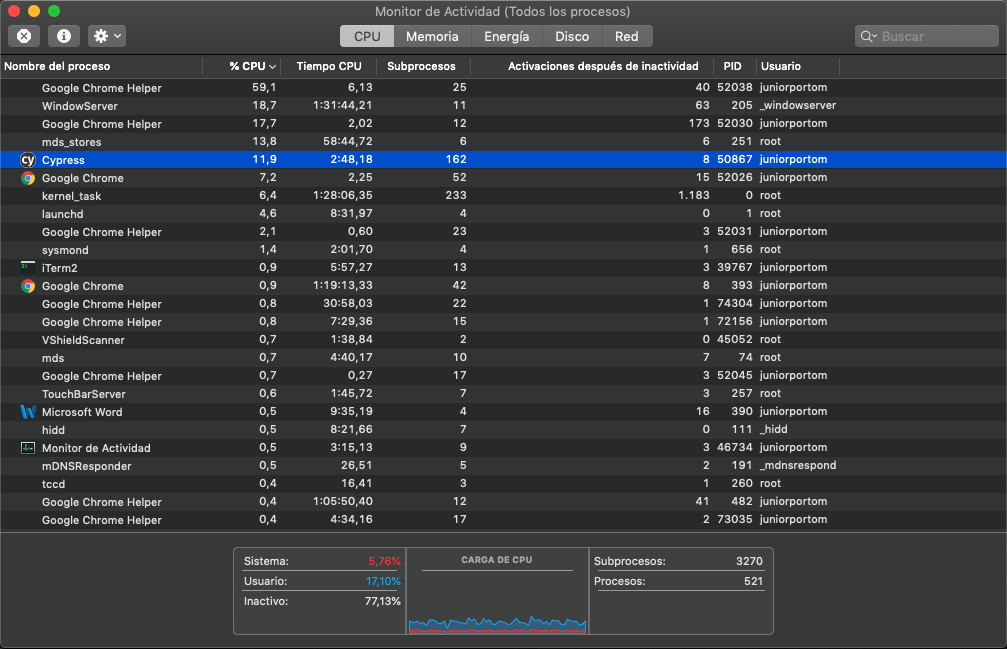 Monitor de Actividad (Todos los procesos)
CPU Memoria Energía Disco Red Buscar
Nombre del proceso % CPU Tiempo CPU Subprocesos Activaciones después de inactividad PID Usuario
Google Chrome Helper 59,1 6,13 25 40 52038 juniorportom
WindowServer 18,7 1:31:44,21 11 63 205 _windowserver
Google Chrome Helper 17,7 2,02 12 173 52030 juniorportom
mds_stores 13,8 58:44,72 6 6 251 root
cy Cypress 11,9 2:48,18 162 8 50867 juniorportom
Google Chrome 7,2 2,25 52 15 52026 juniorportom
kernel_task 6,4 1:28:06,35 233 1.183 0 root
launchd 4,6 8:31,97 4 0 1 root
Google Chrome Helper 2,1 0,60 23 3 52031 juniorportom
sysmond 1,4 2:01,70 4 1 656 root
iTerm2 0,9 5:57,27 13 3 39767 juniorportom
Google Chrome 0,9 1:19:13,33 42 8 393 juniorportom
Google Chrome Helper 0,8 30:58,03 22 1 74304 juniorportom
Google Chrome Helper 0,8 7:29,36 15 1 72156 juniorportom
VShieldScanner 0,7 1:38,84 2 0 45052 root
mds 0,7 4:40,17 10 7 74 root
Google Chrome Helper 0,7 0,27 17 3 52045 juniorportom
TouchBarServer 0,6 1:45,72 7 3 257 root
Microsoft Word 0,5 9:35,19 4 16 390 juniorportom
hidd 0,5 8:21,66 7 0 111 _hidd
Monitor de Actividad 0,5 3:15,13 9 3 46734 juniorportom
mDNSResponder 0,5 26,51 5 2 191 _mdnsrespond
tccd 0,4 16,41 3 1 260 root
Google Chrome Helper 0,4 1:05:50,40 12 41 482 juniorportom
Google Chrome Helper 0,4 4:34,16 17 2 73035 juniorportom
Sistema: 5,76% CARGA DE CPU Subprocesos: 3270
Usuario: 17,10% Procesos: 521
Inactivo: 77,13%